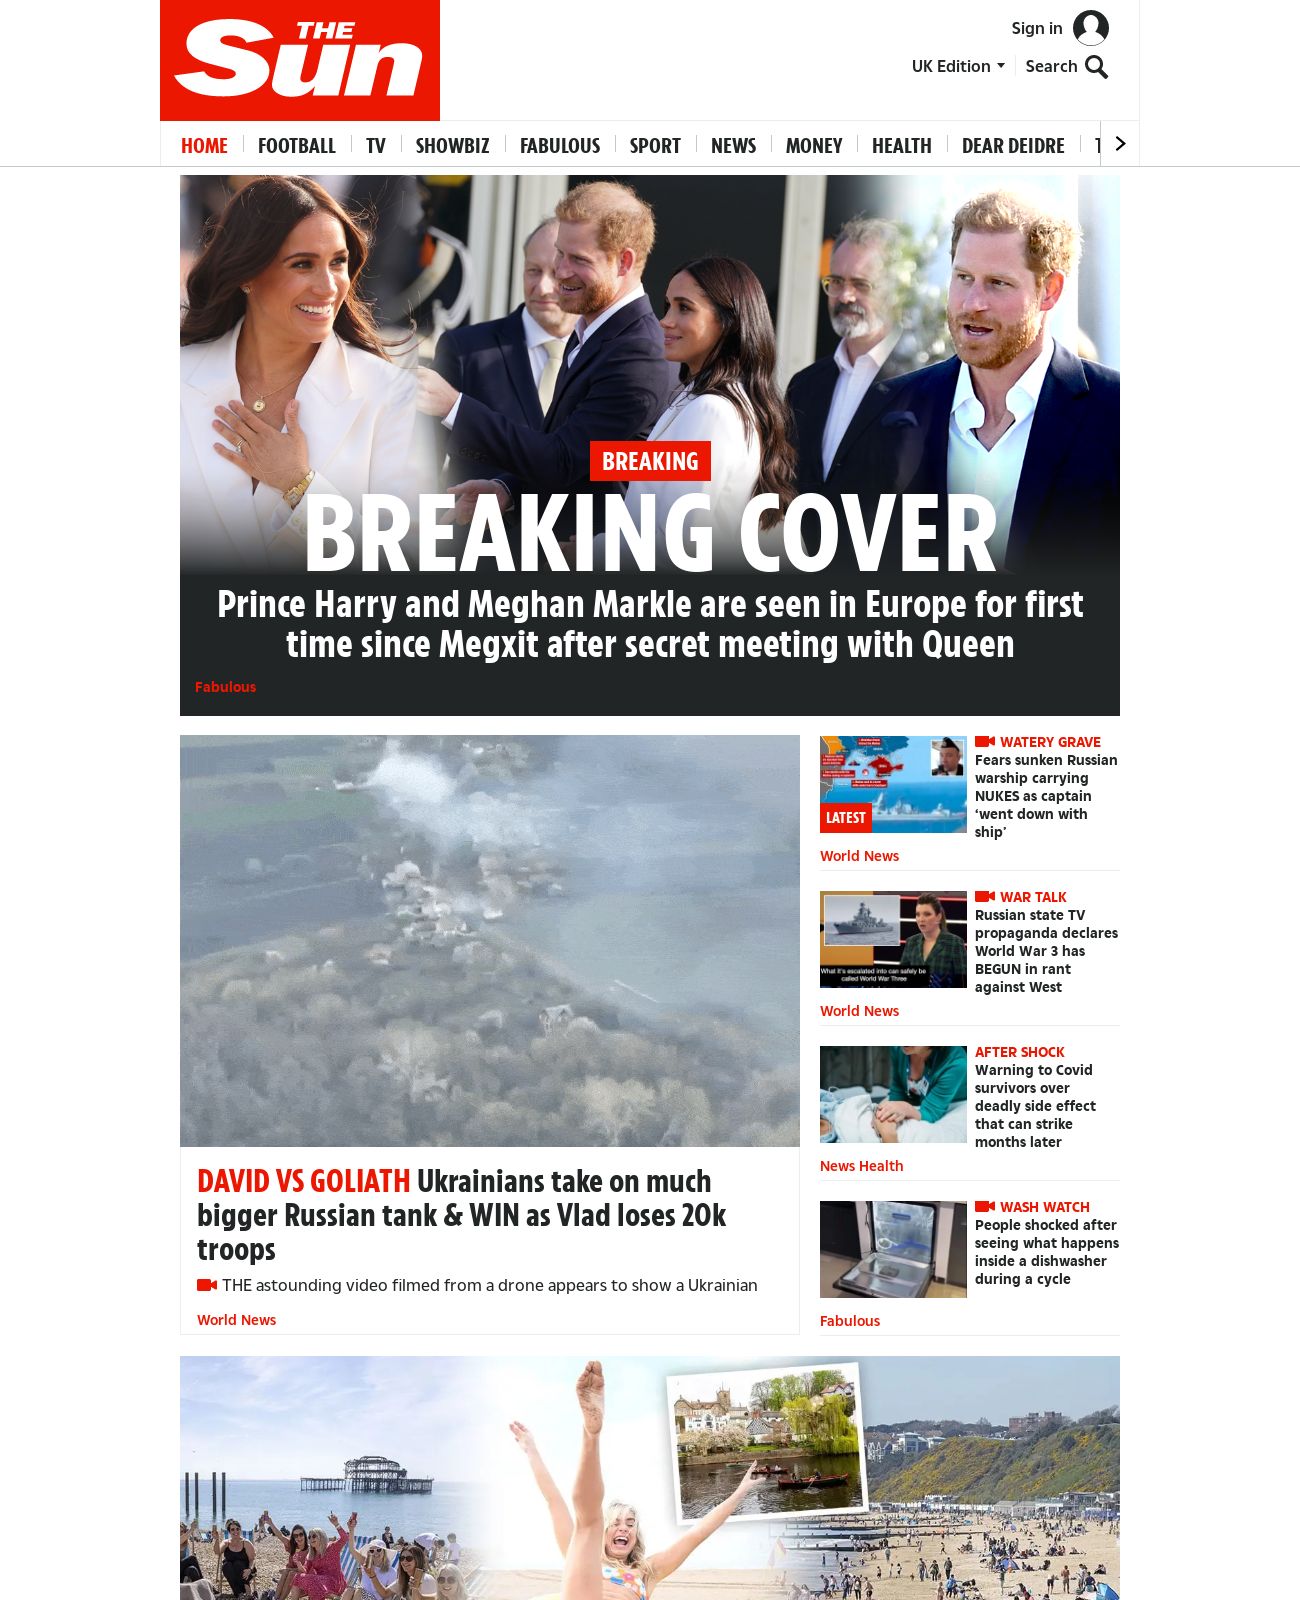 THE
Sun
Sign in
UK Edition
Search
HOME
FOOTBALL
TV
SHOWBIZ
FABULOUS
SPORT
NEWS
MONEY
HEALTH
DEAR DEIDRE
BREAKING
BREAKING COVER
Prince Harry and Meghan Markle are seen in Europe for first
time since Megxit after secret meeting with Queen
Fabulous
DAVID VS GOLIATH Ukrainians take on much
bigger Russian tank & WIN as Vlad loses 20k
troops
THE astounding video filmed from a drone appears to show a Ukrainian
World News
LATEST
WATERY GRAVE
Fears sunken Russian
warship carrying
NUKES as captain
‘went down with
ship’
World News
What it's escalated into can safely be
called World War Three
WAR TALK
Russian state TV
propaganda declares
World War 3 has
BEGUN in rant
against West
World News
AFTER SHOCK
Warning to Covid
survivors over
deadly side effect
that can strike
months later
News Health
WASH WATCH
People shocked after
seeing what happens
inside a dishwasher
during a cycle
Fabulous